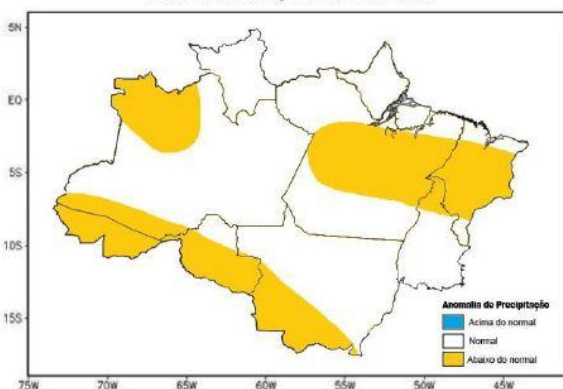 5N
EQ
5S
10S
15S
75W
70W
65W
60W
55W
50W
45W
Anomalia de Precipitação
Acima do normal
Normal
Abaixo do normal